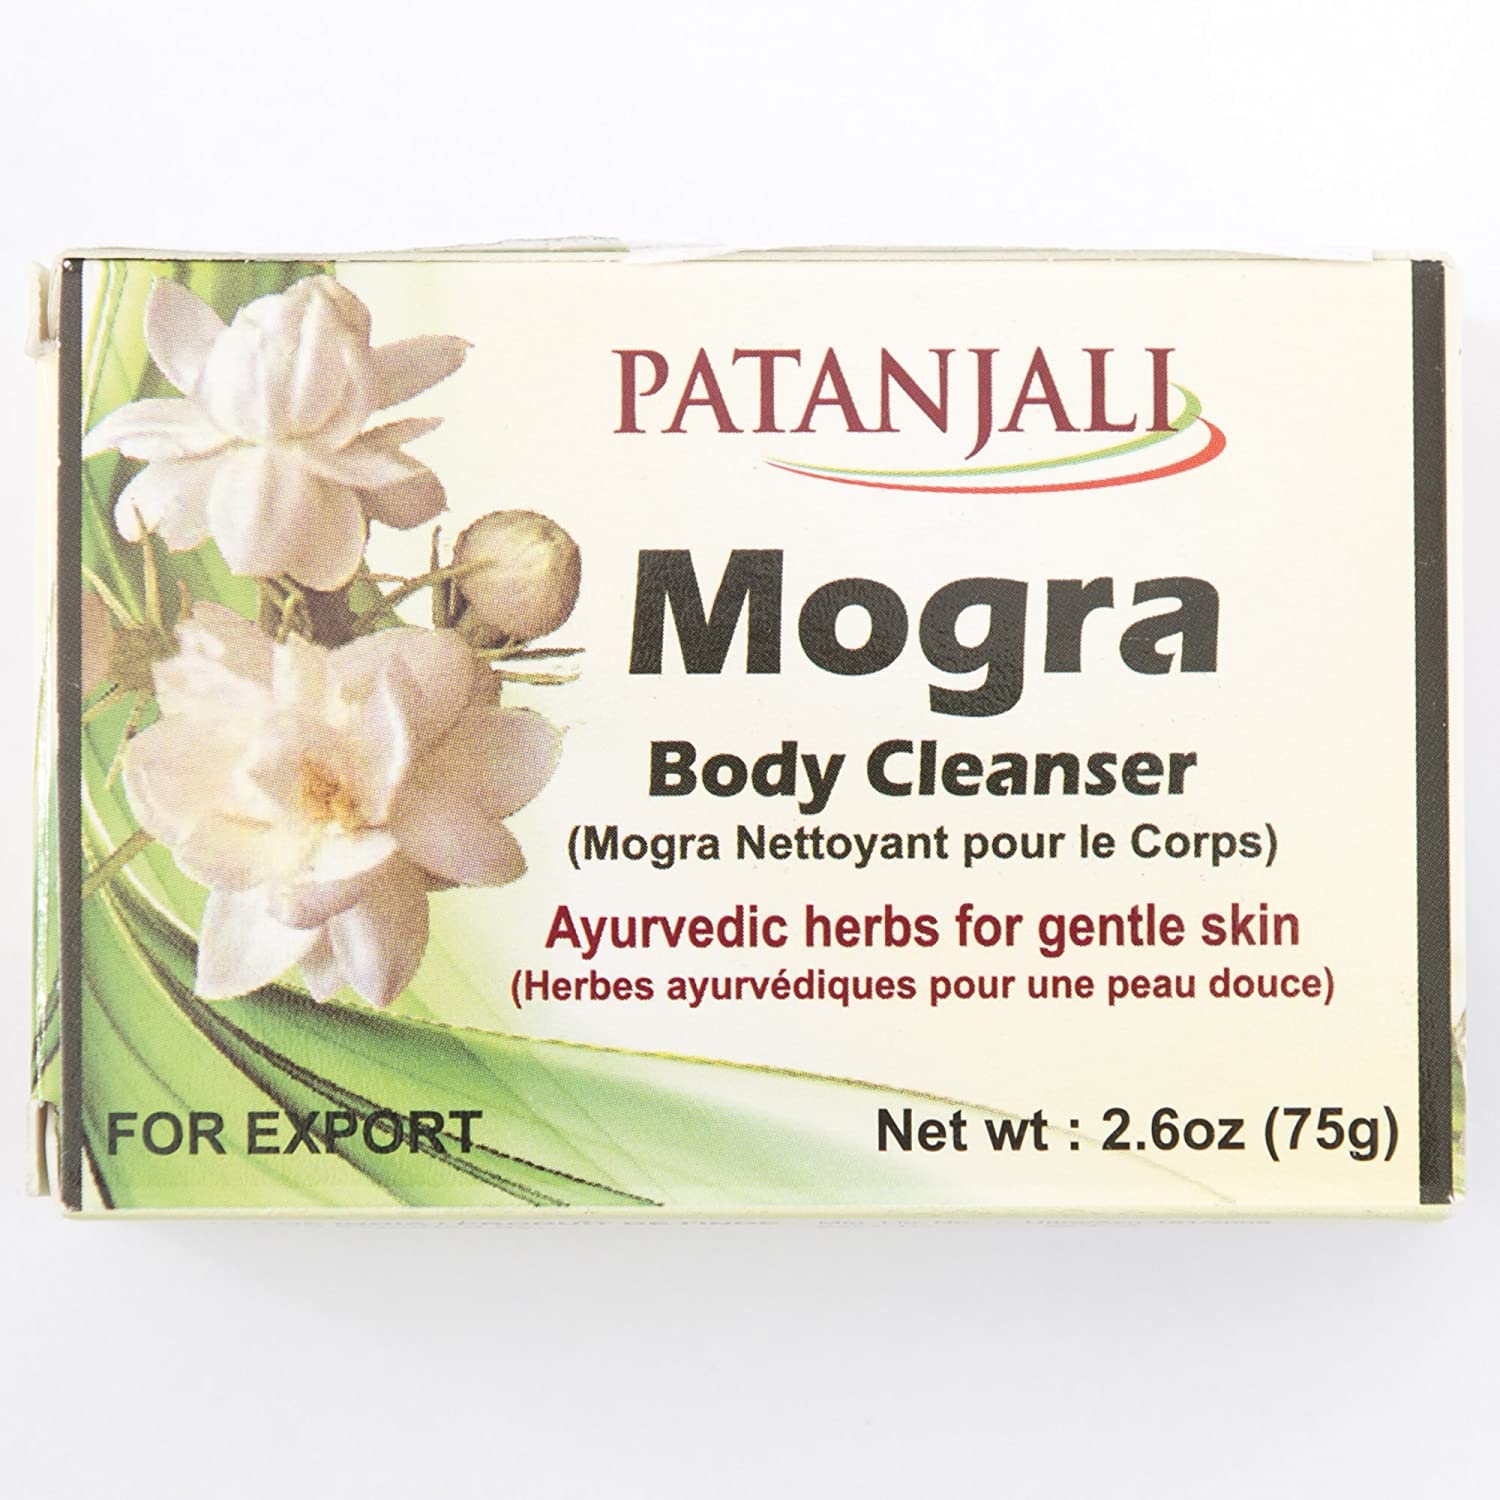 PATANJALI
Mogra
Body Cleanser
(Mogra Nettoyant pour le Corps)
Ayurvedic herbs for gentle skin
(Herbes ayurvédiques pour une peau douce)
FOR EXPORT
Net wt : 2.6oz (75g)